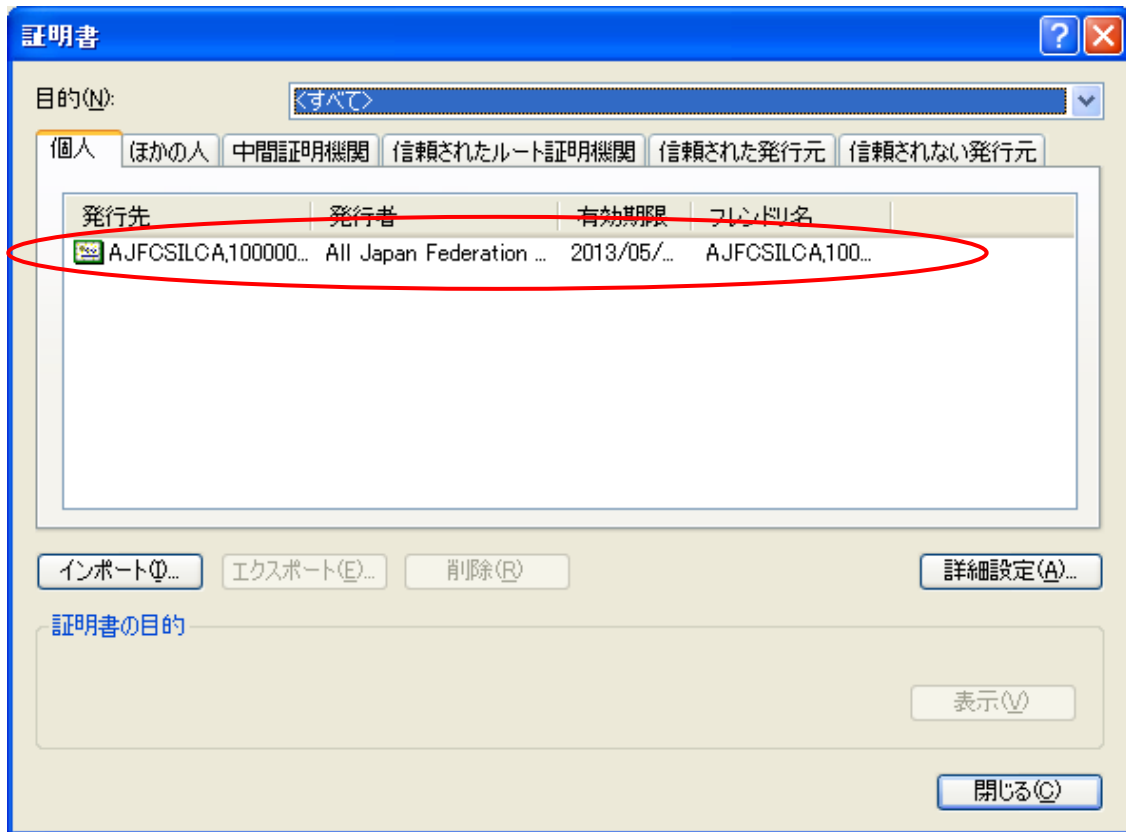 証明書
目的(N): <すべて>
個人 ほかの人 中間証明機関 信頼されたルート証明機関 信頼された発行元 信頼されない発行元
発行先 発行者 有効期限 フレンドリ名
AJFCSILCA,100000... All Japan Federation ... 2013/05/... AJFCSILCA,100...
インポート(I)... エクスポート(E)... 削除(R) 詳細設定(A)...
証明書の目的
表示(V)
閉じる(C)